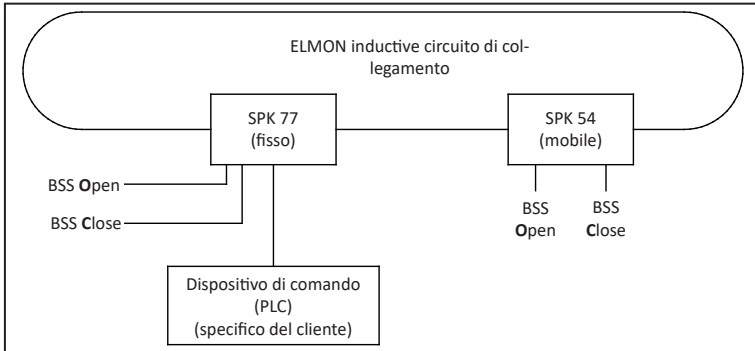 ELMON inductive circuito di col-
legamento
SPK 77
(fisso)
SPK 54
(mobile)
BSS Open
BSS Close
BSS
Open
BSS
Close
Dispositivo di comando
(PLC)
(specifico del cliente)